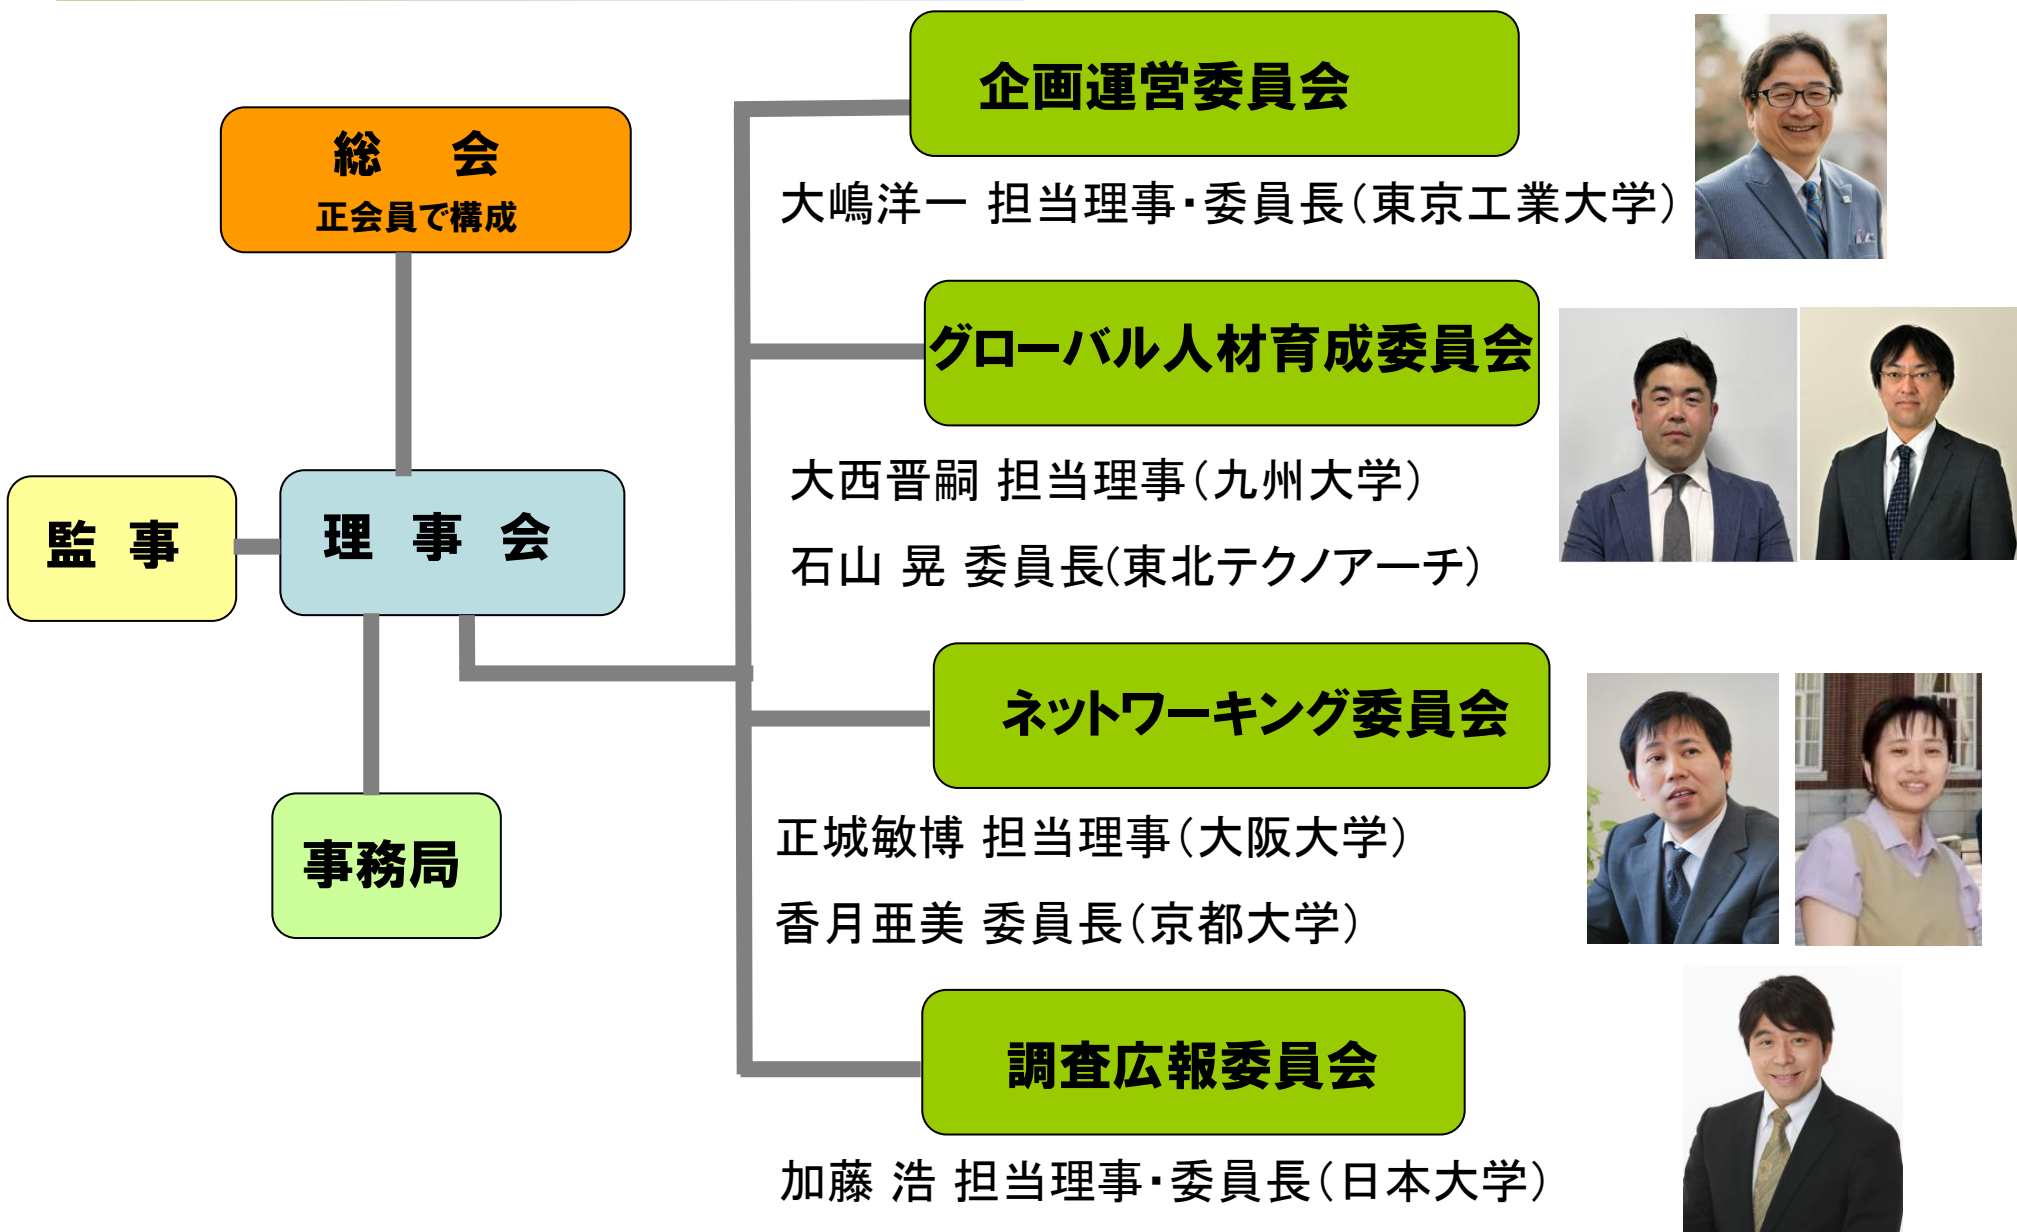 総 会
正会員で構成
監 事
理 事 会
事務局
企画運営委員会
大嶋洋一 担当理事・委員長（東京工業大学）
グローバル人材育成委員会
大西晋嗣 担当理事（九州大学）
石山 晃 委員長(東北テクノアーチ）
ネットワーキング委員会
正城敏博 担当理事（大阪大学）
香月亜美 委員長（京都大学）
調査広報委員会
加藤 浩 担当理事・委員長（日本大学）